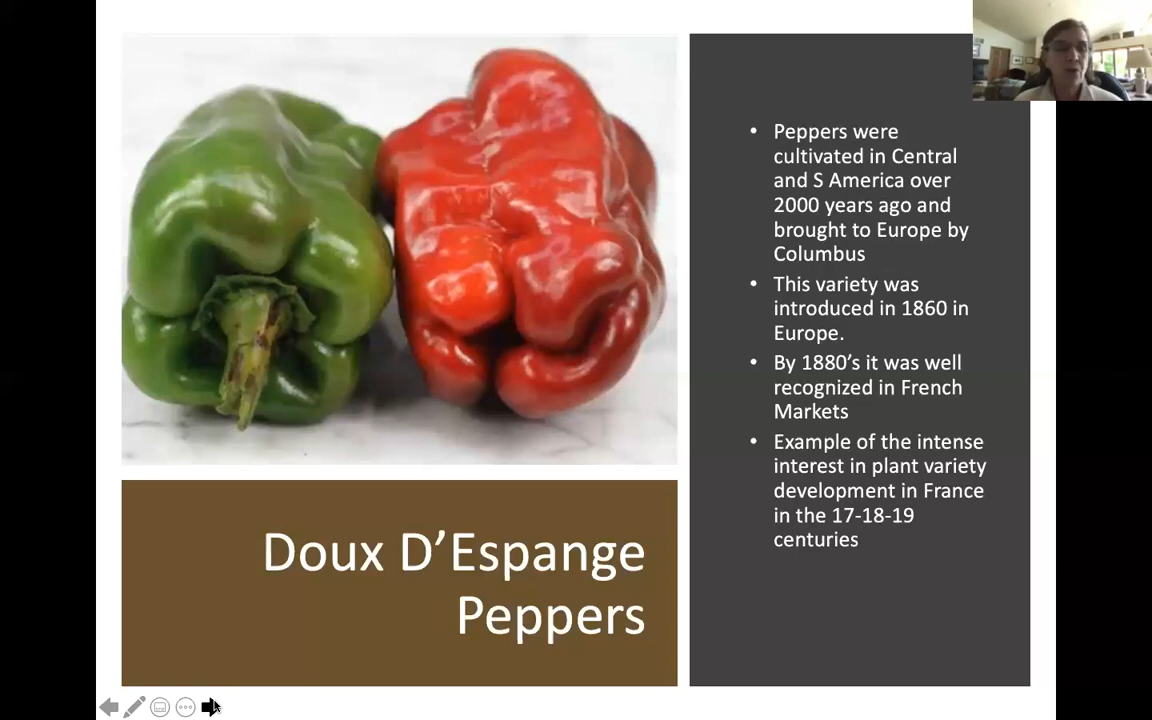 Doux D’Espange
Peppers
• Peppers were
cultivated in Central
and S America over
2000 years ago and
brought to Europe by
Columbus
• This variety was
introduced in 1860 in
Europe.
• By 1880’s it was well
recognized in French
Markets
• Example of the intense
interest in plant variety
development in France
in the 17-18-19
centuries